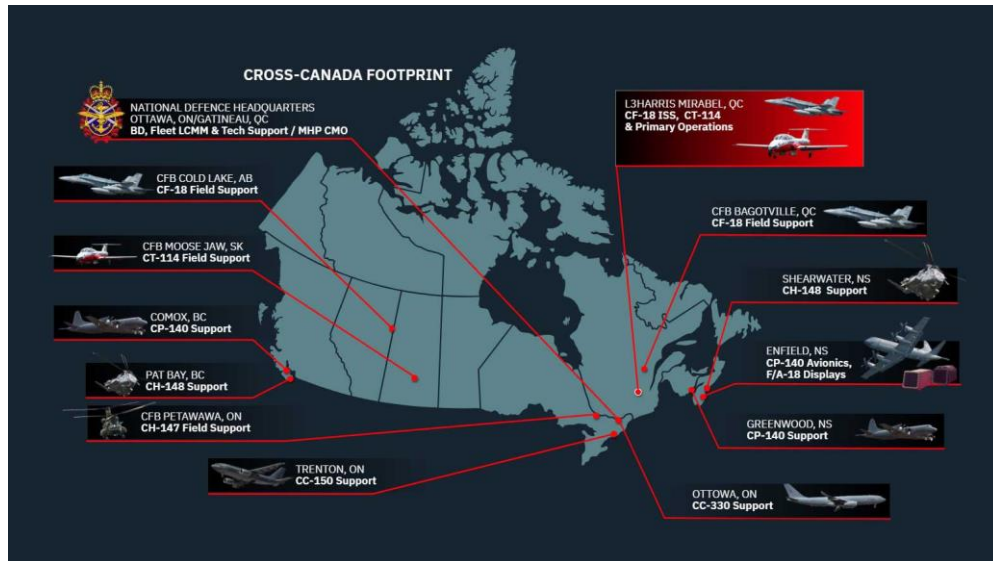 CROSS-CANADA FOOTPRINT
NATIONAL DEFENCE HEADQUARTERS
OTTAWA, ON/GATINEAU, QC
BD, Fleet LCMM & Tech Support / MHP CMO
CFB COLD LAKE, AB
CF-18 Field Support
CFB MOOSE JAW, SK
CT-114 Field Support
COMOX, BC
CP-140 Support
PAT BAY, BC
CH-148 Support
CFB PETAWAWA, ON
CH-147 Field Support
TRENTON, ON
CC-150 Support
L3HARRIS MIRABEL, QC
CF-18 ISS, CT-114
& Primary Operations
CFB BAGOTVILLE, QC
CF-18 Field Support
SHEARWATER, NS
CH-148 Support
ENFIELD, NS
CP-140 Avionics,
F/A-18 Displays
GREENWOOD, NS
CP-140 Support
OTTOWA, ON
CC-330 Support